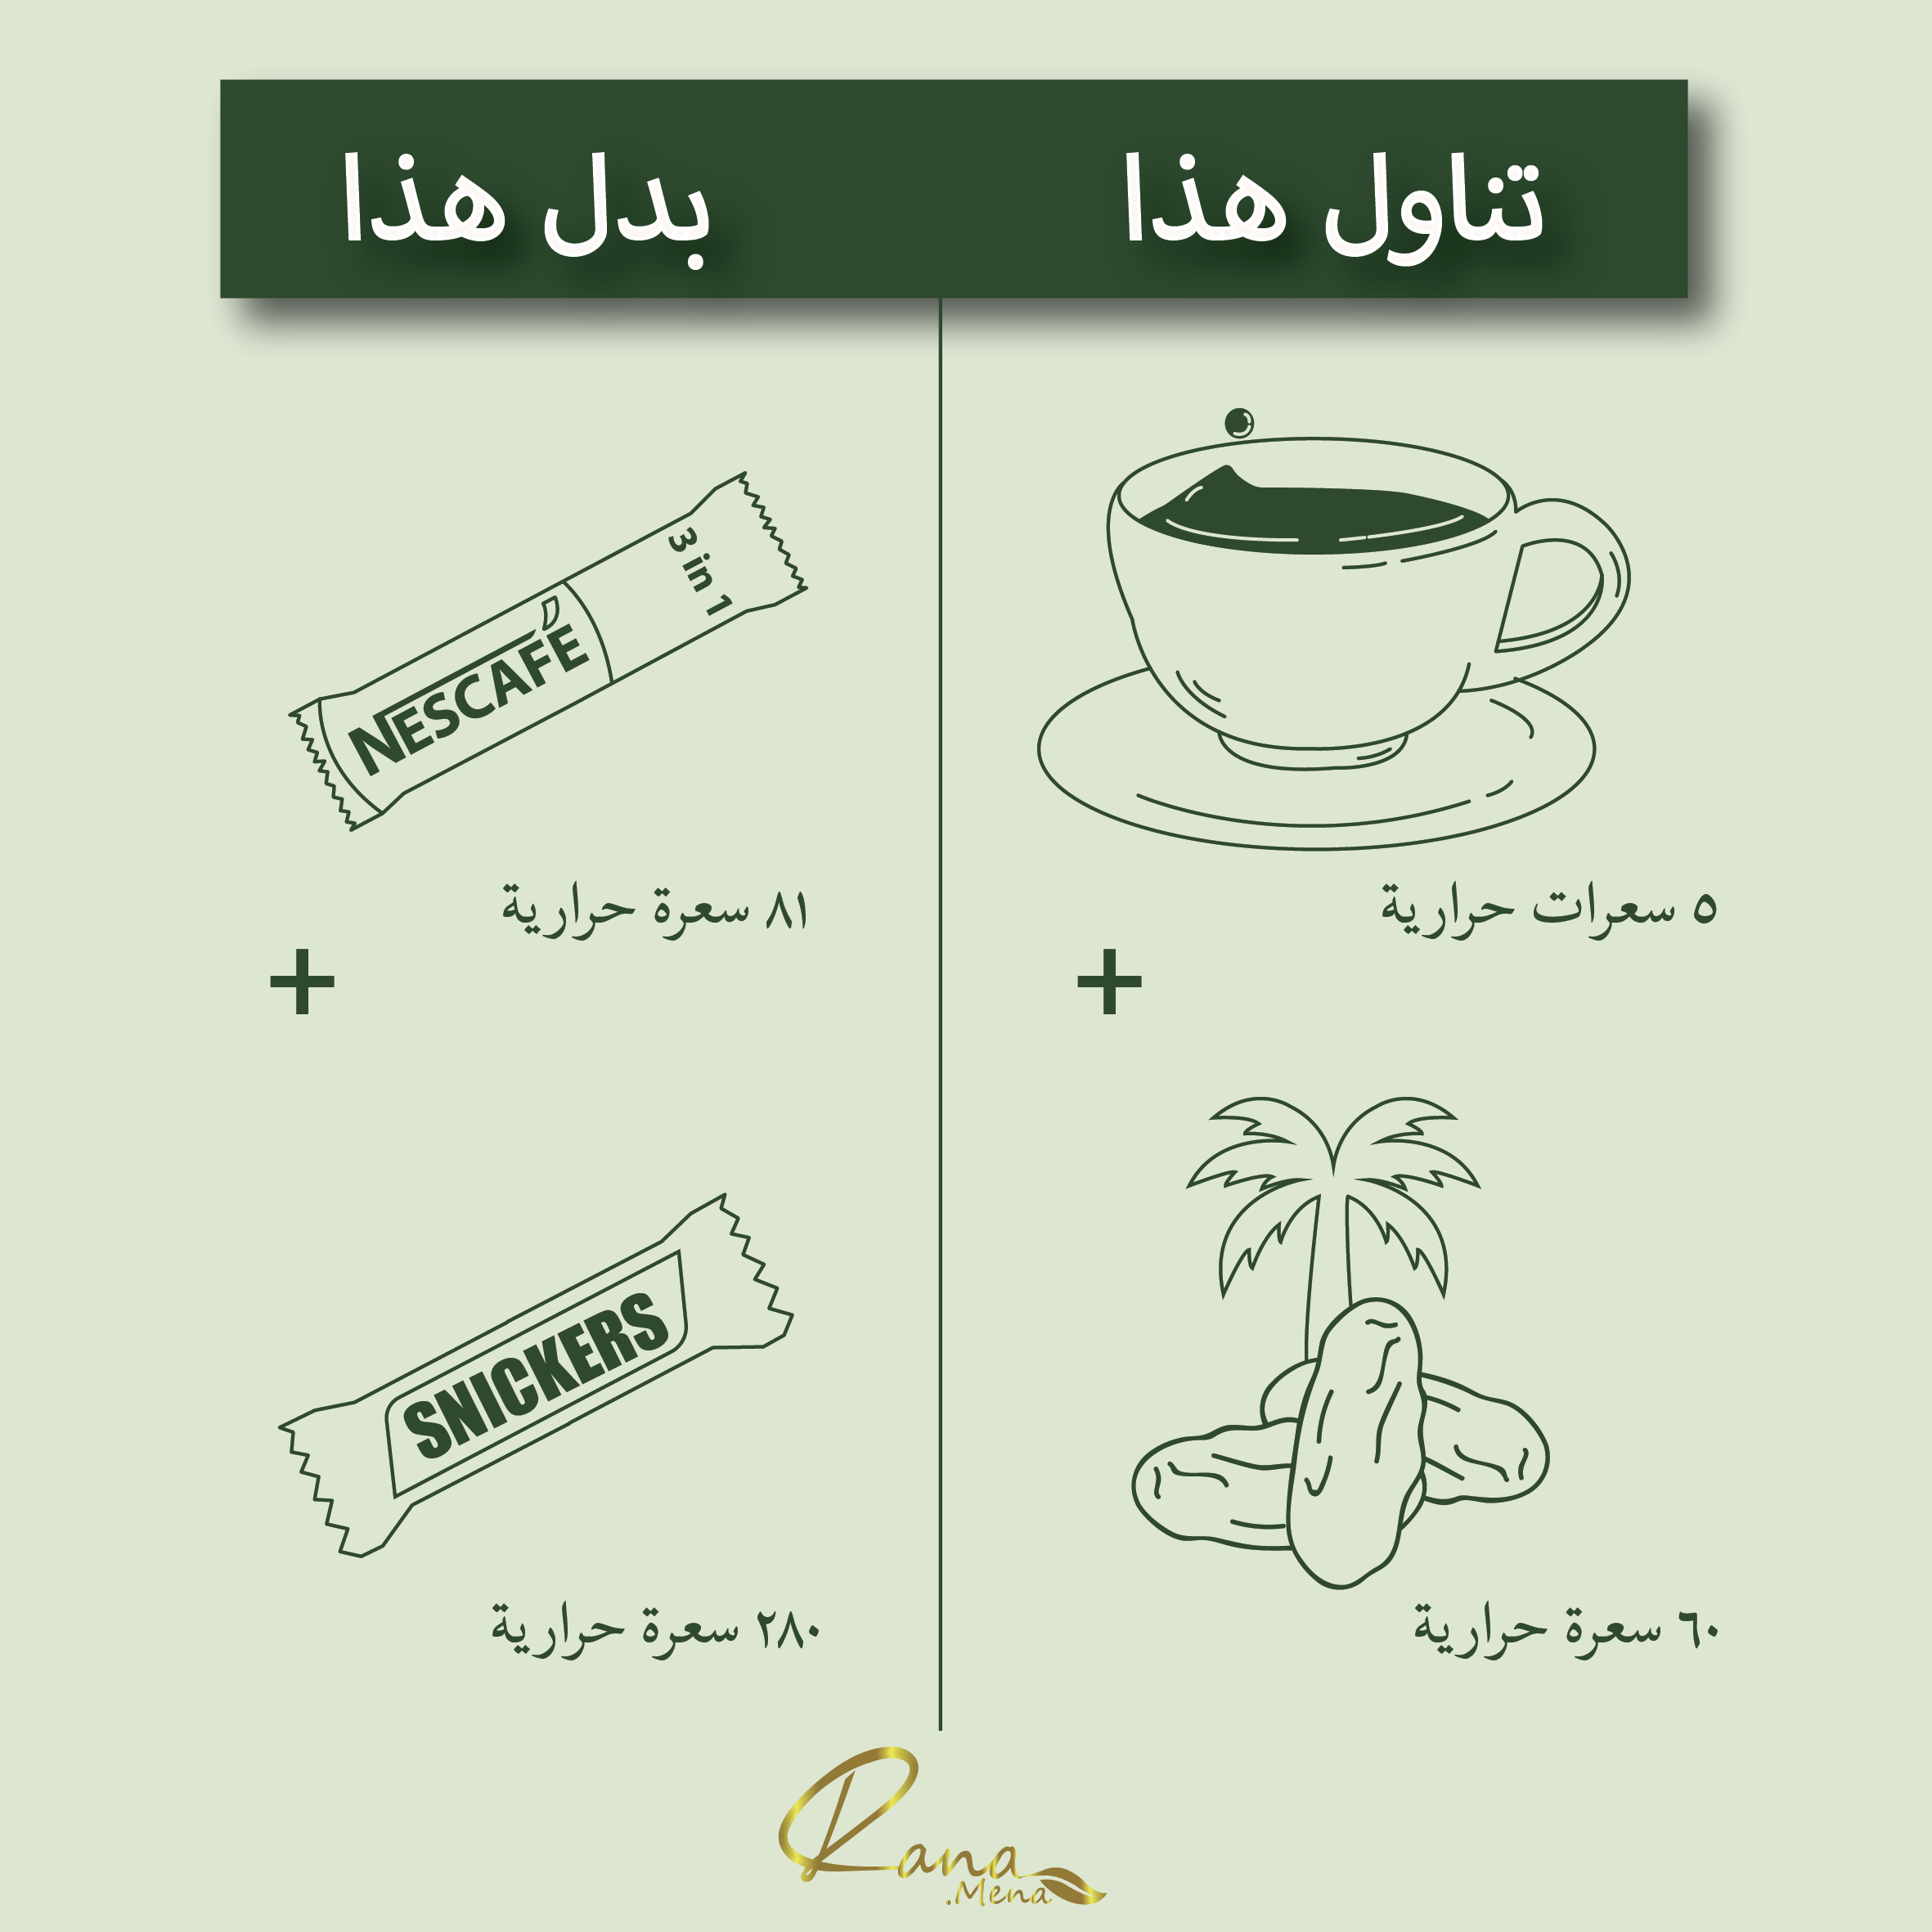 تناول هذا
بدل هذا
٥ سعرات حرارية
+
٦٠ سعرة حرارية
NESCAFÉ
3 in 1
٨١ سعرة حرارية
+
SNICKERS
٢٨٠ سعرة حرارية
Rana
.Mena